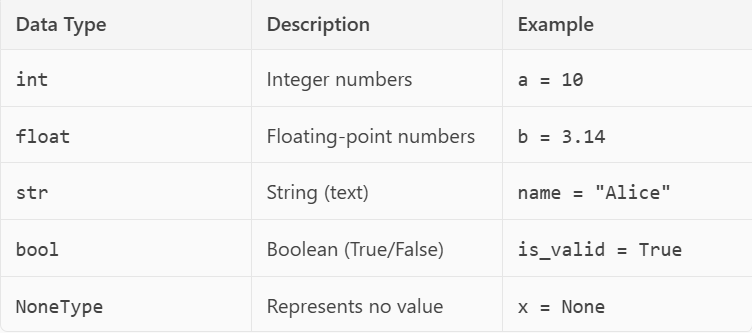 Data Type Description Example
int Integer numbers a = 10
float Floating-point numbers b = 3.14
str String (text) name = "Alice"
bool Boolean (True/False) is_valid = True
NoneType Represents no value x = None